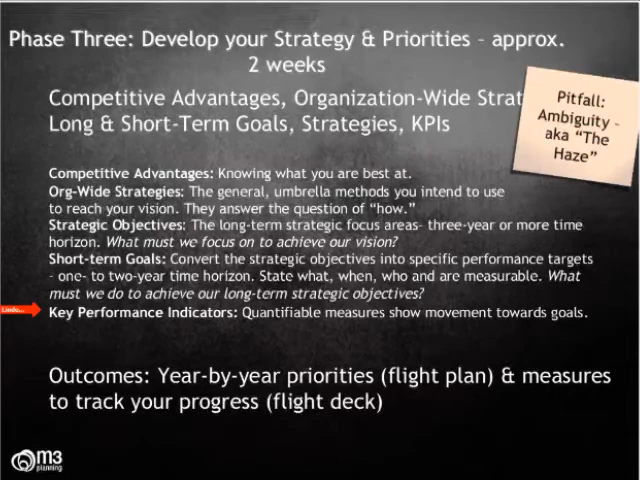 Phase Three: Develop your Strategy & Priorities – approx.
2 weeks
Competitive Advantages, Organization-Wide Strat
Long & Short-Term Goals, Strategies, KPIs
Pitfall:
Ambiguity –
aka “The
Haze”
Competitive Advantages: Knowing what you are best at.
Org-Wide Strategies: The general, umbrella methods you intend to use
to reach your vision. They answer the question of “how.”
Strategic Objectives: The long-term strategic focus areas- three-year or more time
horizon. What must we focus on to achieve our vision?
Short-term Goals: Convert the strategic objectives into specific performance targets
– one- to two-year time horizon. State what, when, who and are measurable. What
must we do to achieve our long-term strategic objectives?
Key Performance Indicators: Quantifiable measures show movement towards goals.
Outcomes: Year-by-year priorities (flight plan) & measures
to track your progress (flight deck)
m3
planning